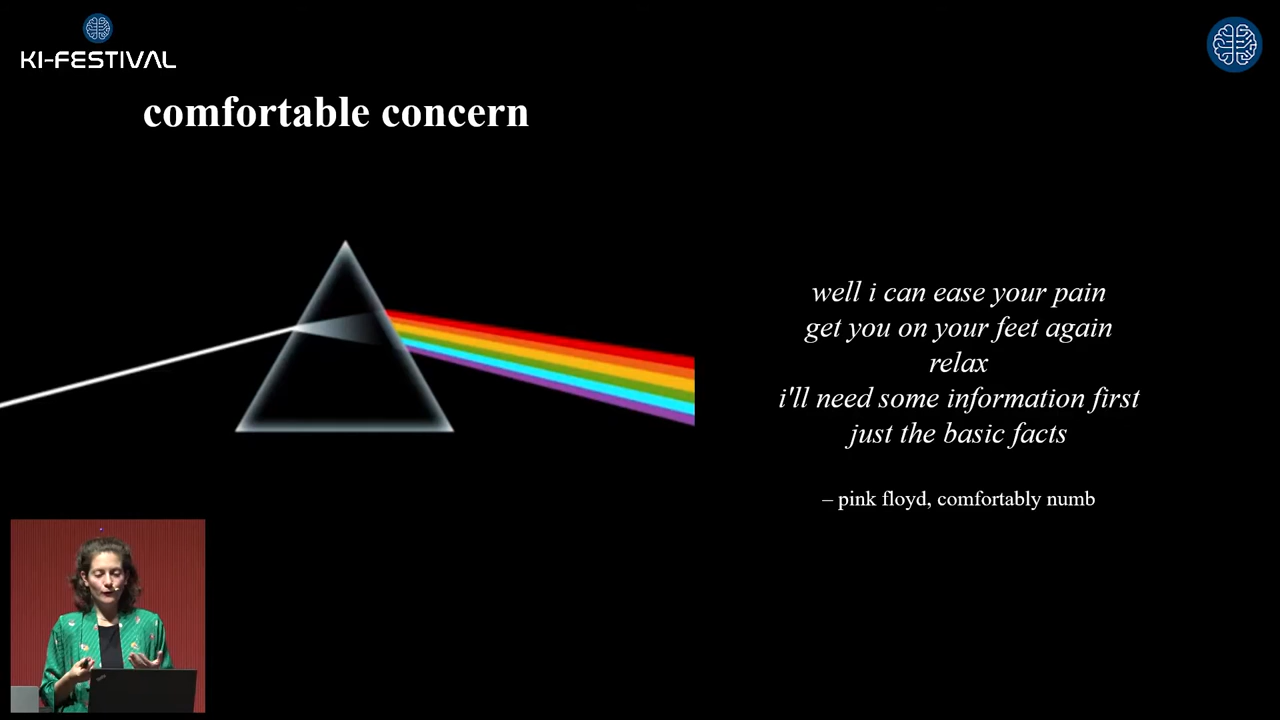 KI-FESTIVAL
comfortable concern
well i can ease your pain
get you on your feet again
relax
i'll need some information first
just the basic facts
– pink floyd, comfortably numb